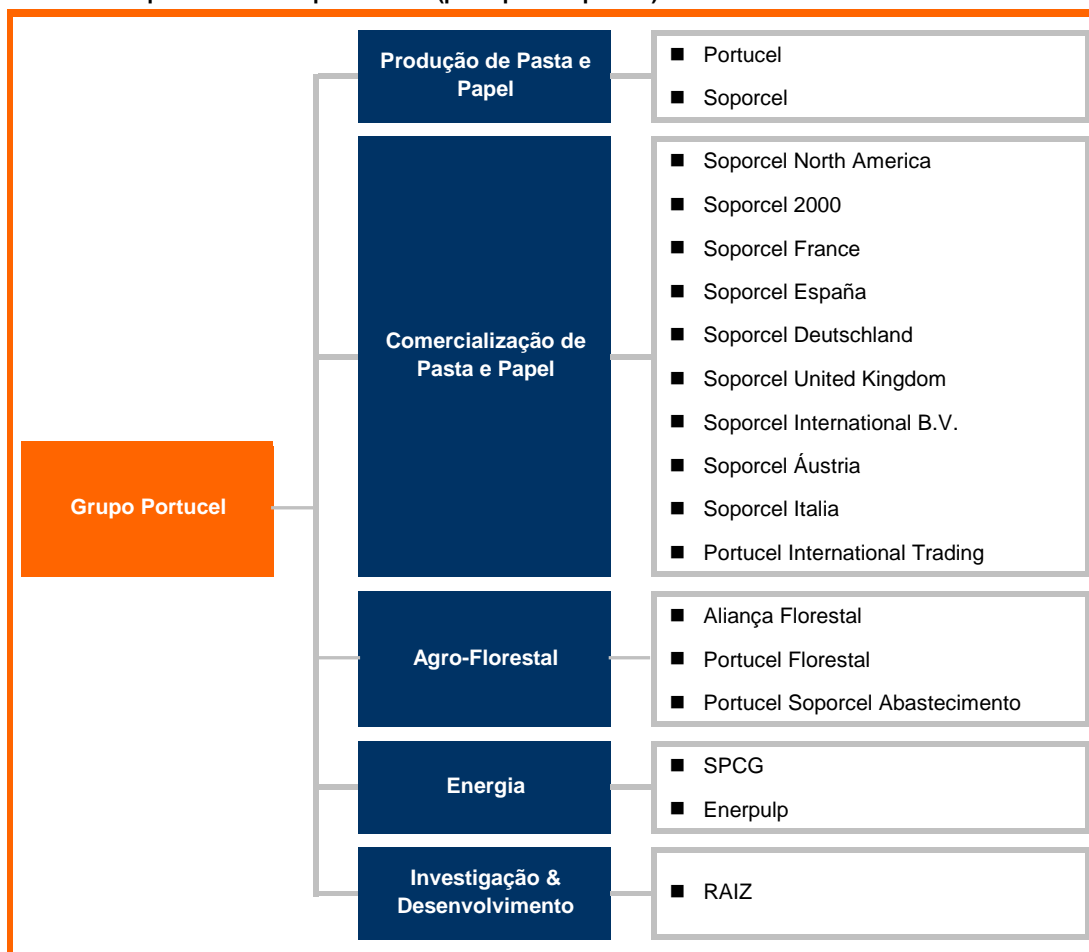 Produção de Pasta e
Papel
■ Portucel
■ Soporcel
Comercialização de
Pasta e Papel
■ Soporcel North America
■ Soporcel 2000
■ Soporcel France
■ Soporcel España
■ Soporcel Deutschland
■ Soporcel United Kingdom
■ Soporcel International B.V.
■ Soporcel Áustria
■ Soporcel Italia
■ Portucel International Trading
Grupo Portucel
Agro-Florestal
■ Aliança Florestal
■ Portucel Florestal
■ Portucel Soporcel Abastecimento
Energia
■ SPCG
■ Enerpulp
Investigação &
Desenvolvimento
■ RAIZ